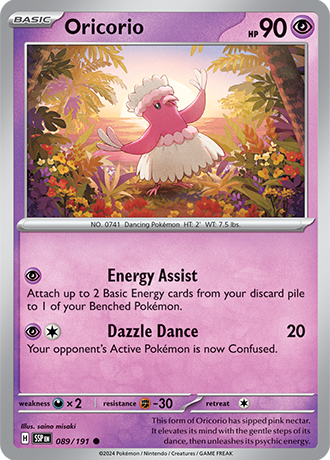 BASIC
Oricorio HP 90
NO. 0741 Dancing Pokémon HT: 2' WT: 7.5 lbs.
Energy Assist
Attach up to 2 Basic Energy cards from your discard pile
to 1 of your Benched Pokémon.
Dazzle Dance 20
Your opponent's Active Pokémon is now Confused.
weakness ×2 resistance -30 retreat
Illus. saino misaki
This form of Oricorio has sipped pink nectar.
It elevates its mind with the gentle steps of its
dance, then unleashes its psychic energy.
H SSP EN 089/191
©2024 Pokémon / Nintendo / Creatures / GAME FREAK